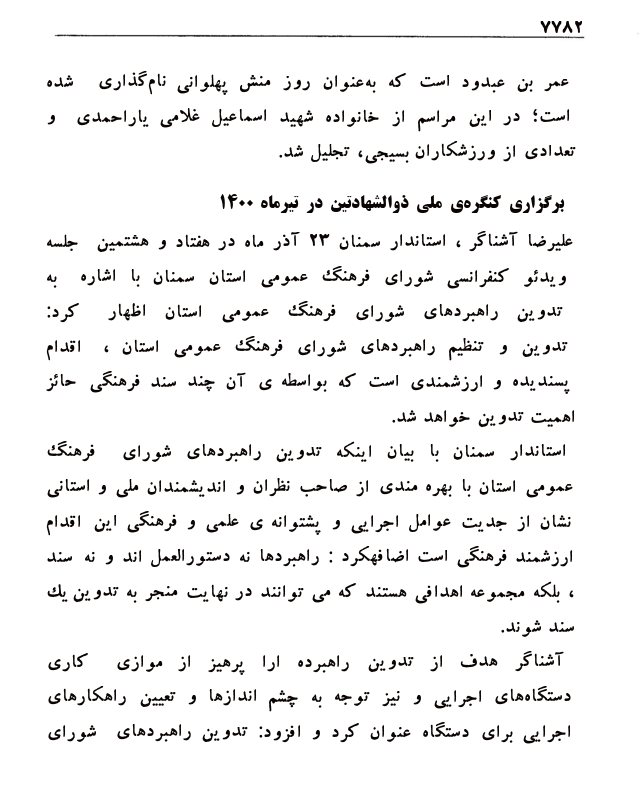 ۷۷۸۲
عمر بن عبدود است که به‌عنوان روز منش پهلوانی نام‌گذاری شده
است؛ در این مراسم از خانواده شهید اسماعیل غلامی یاراحمدی و
تعدادی از ورزشکاران بسیجی، تجلیل شد.
برگزاری کنگره‌ی ملی ذوالشهادتین در تیرماه ۱۴۰۰
علیرضا آشناگر ، استاندار سمنان ۲۳ آذر ماه در هفتاد و هشتمین جلسه
ویدئو کنفرانسی شورای فرهنگ عمومی استان سمنان با اشاره به
تدوین راهبردهای شورای فرهنگ عمومی استان اظهار کرد:
تدوین و تنظیم راهبردهای شورای فرهنگ عمومی استان ، اقدام
پسندیده و ارزشمندی است که بواسطه ی آن چند سند فرهنگی حائز
اهمیت تدوین خواهد شد.
استاندار سمنان با بیان اینکه تدوین راهبردهای شورای فرهنگ
عمومی استان با بهره مندی از صاحب نظران و اندیشمندان ملی و استانی
نشان از جدیت عوامل اجرایی و پشتوانه ی علمی و فرهنگی این اقدام
ارزشمند فرهنگی است اضافهکرد : راهبردها نه دستورالعمل اند و نه سند
، بلکه مجموعه اهدافی هستند که می توانند در نهایت منجر به تدوین یك
سند شوند.
آشناگر هدف از تدوین راهبرده ارا پرهیز از موازی کاری
دستگاه‌های اجرایی و نیز توجه به چشم اندازها و تعیین راهکارهای
اجرایی برای دستگاه عنوان کرد و افزود: تدوین راهبردهای شورای